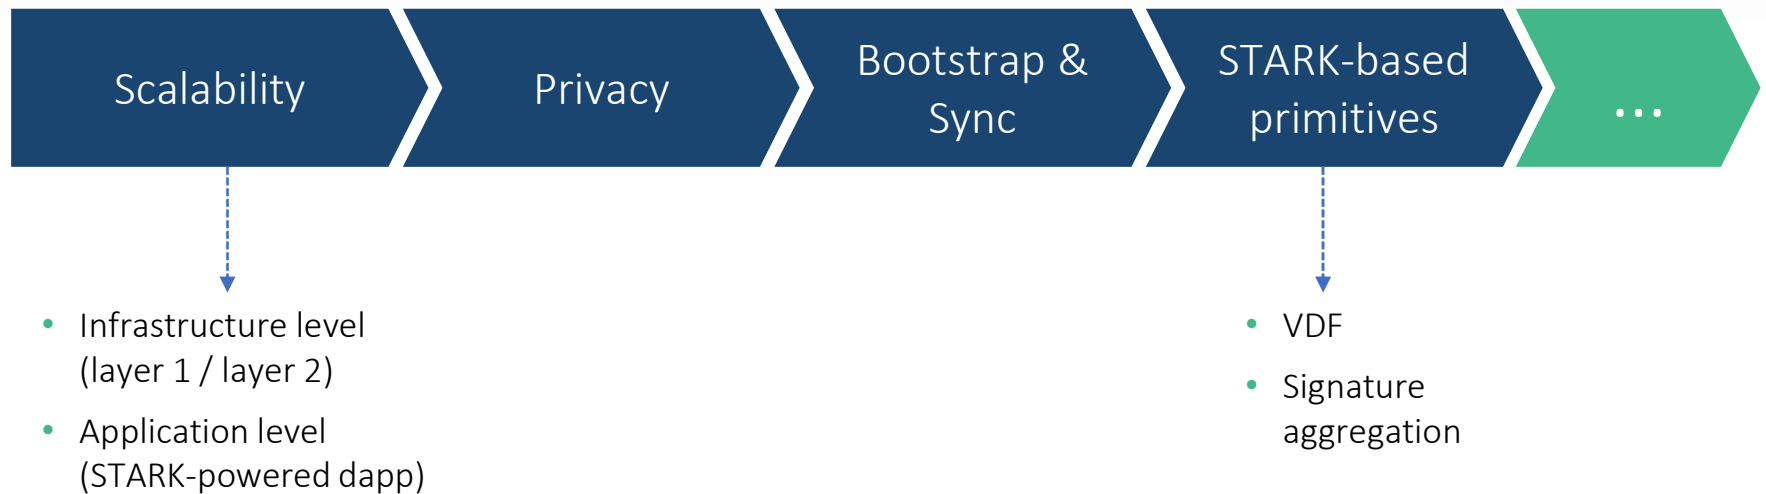 Scalability
Privacy
Bootstrap &
Sync
STARK-based
primitives
...
• Infrastructure level
(layer 1 / layer 2)
• Application level
(STARK-powered dapp)
• VDF
• Signature
aggregation